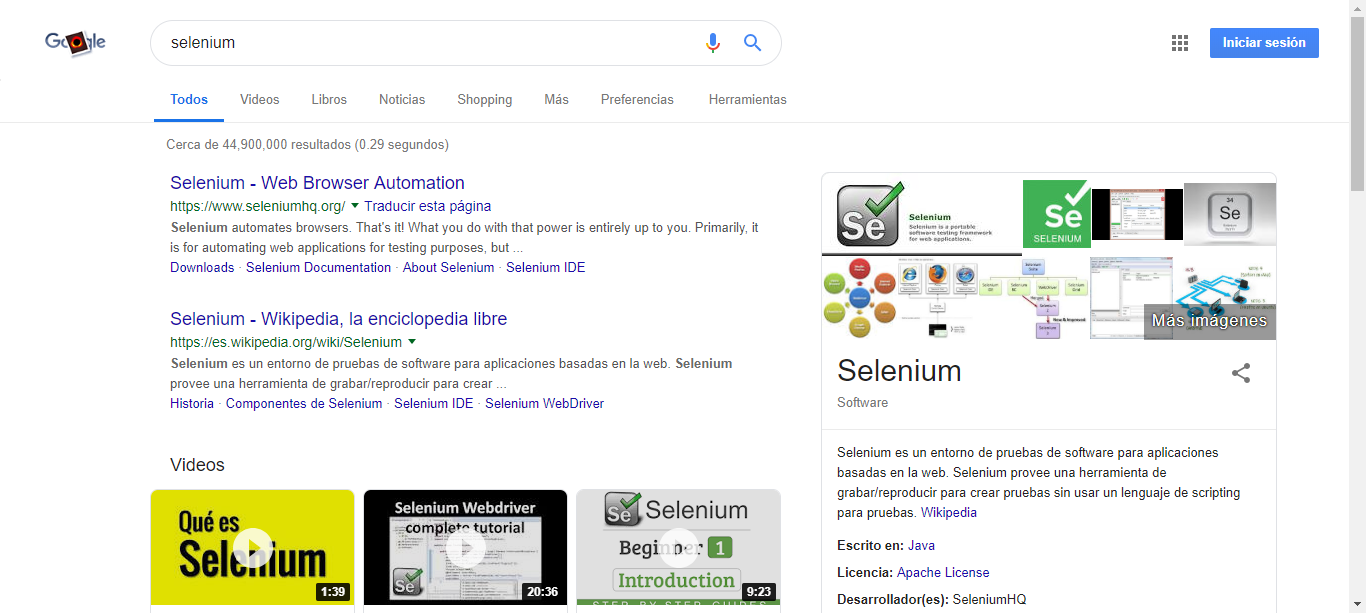 Google
selenium
Iniciar sesión
Todos Videos Libros Noticias Shopping Más Preferencias Herramientas
Cerca de 44,900,000 resultados (0.29 segundos)
Selenium - Web Browser Automation
https://www.seleniumhq.org/ Traducir esta página
Selenium automates browsers. That's it! What you do with that power is entirely up to you. Primarily, it
is for automating web applications for testing purposes, but ...
Downloads · Selenium Documentation · About Selenium · Selenium IDE
Selenium - Wikipedia, la enciclopedia libre
https://es.wikipedia.org/wiki/Selenium
Selenium es un entorno de pruebas de software para aplicaciones basadas en la web. Selenium
provee una herramienta de grabar/reproducir para crear ...
Historia · Componentes de Selenium · Selenium IDE · Selenium WebDriver
Videos
Qué es
Selenium
1:39
Selenium Webdriver
complete tutorial
Se
20:36
Se Selenium
Beginner 1
Introduction
STEP BY STEP GUIDES
9:23
Se
Selenium
Selenium is a portable
software testing framework
for web applications.
Se
SELENIUM
34
Se
Más imágenes
Selenium
Software
Selenium es un entorno de pruebas de software para aplicaciones
basadas en la web. Selenium provee una herramienta de
grabar/reproducir para crear pruebas sin usar un lenguaje de scripting
para pruebas. Wikipedia
Escrito en: Java
Licencia: Apache License
Desarrollador(es): SeleniumHQ